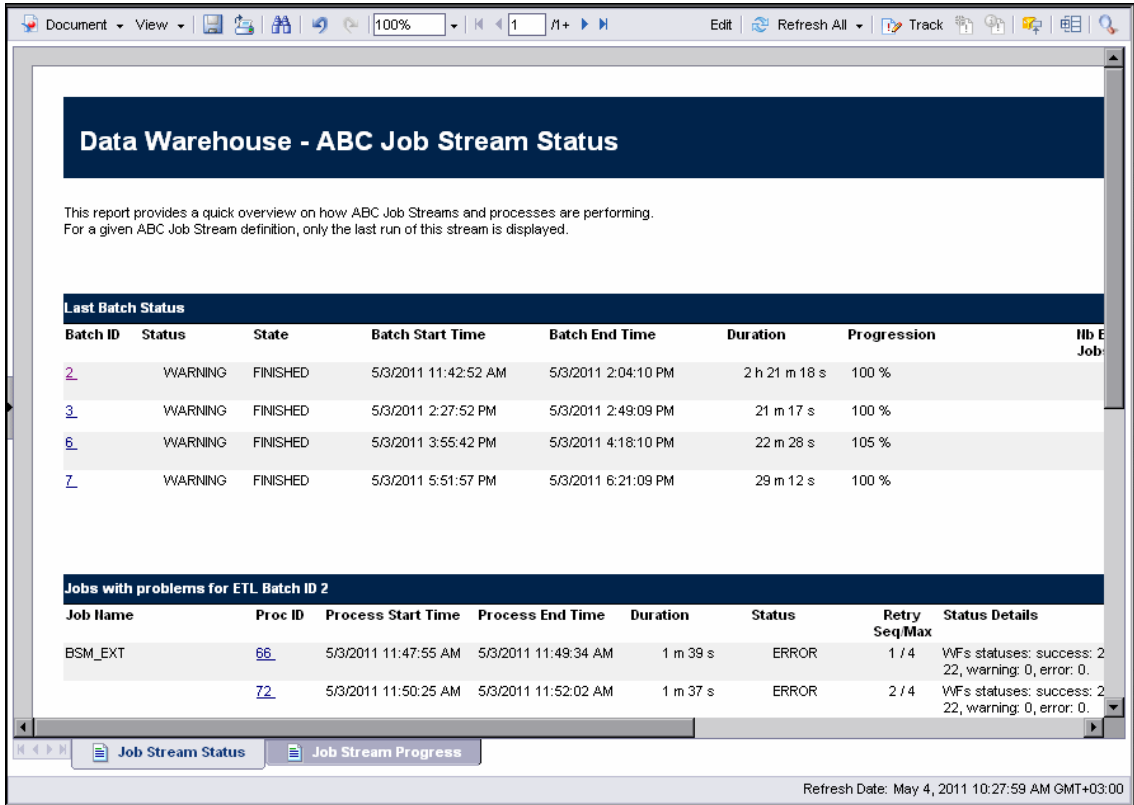 Document View 100% 1 /1+ Edit Refresh All Track
Data Warehouse - ABC Job Stream Status
This report provides a quick overview on how ABC Job Streams and processes are performing.
For a given ABC Job Stream definition, only the last run of this stream is displayed.
Last Batch Status
Batch ID Status State Batch Start Time Batch End Time Duration Progression Nb E
Job
2 WARNING FINISHED 5/3/2011 11:42:52 AM 5/3/2011 2:04:10 PM 2 h 21 m 18 s 100 %
3 WARNING FINISHED 5/3/2011 2:27:52 PM 5/3/2011 2:49:09 PM 21 m 17 s 100 %
6 WARNING FINISHED 5/3/2011 3:55:42 PM 5/3/2011 4:18:10 PM 22 m 28 s 105 %
7 WARNING FINISHED 5/3/2011 5:51:57 PM 5/3/2011 6:21:09 PM 29 m 12 s 100 %
Jobs with problems for ETL Batch ID 2
Job Name Proc ID Process Start Time Process End Time Duration Status Retry Status Details
Seq/Max
BSM_EXT 66 5/3/2011 11:47:55 AM 5/3/2011 11:49:34 AM 1 m 39 s ERROR 1 / 4 WFs statuses: success: 2
22, warning: 0, error: 0.
72 5/3/2011 11:50:25 AM 5/3/2011 11:52:02 AM 1 m 37 s ERROR 2 / 4 WFs statuses: success: 2
22, warning: 0, error: 0.
Job Stream Status Job Stream Progress
Refresh Date: May 4, 2011 10:27:59 AM GMT+03:00